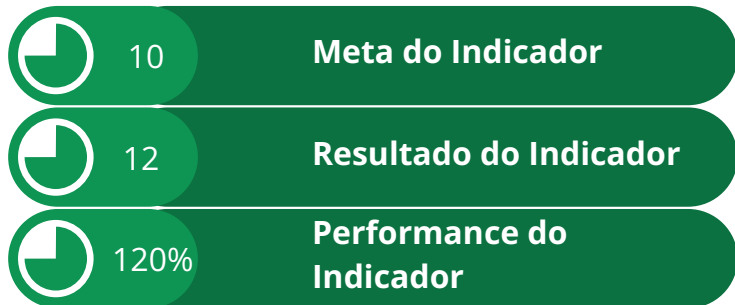 10
Meta do Indicador
12
Resultado do Indicador
120%
Performance do
Indicador